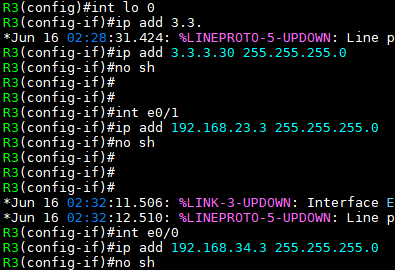 R3(config)#int lo 0
R3(config-if)#ip add 3.3.
*Jun 16 02:28:31.424: %LINEPROTO-5-UPDOWN: Line p
R3(config-if)#ip add 3.3.3.30 255.255.255.0
R3(config-if)#no sh
R3(config-if)#
R3(config-if)#
R3(config-if)#int e0/1
R3(config-if)#ip add 192.168.23.3 255.255.255.0
R3(config-if)#no sh
R3(config-if)#
R3(config-if)#
R3(config-if)#
*Jun 16 02:32:11.506: %LINK-3-UPDOWN: Interface E
*Jun 16 02:32:12.510: %LINEPROTO-5-UPDOWN: Line p
R3(config-if)#int e0/0
R3(config-if)#ip add 192.168.34.3 255.255.255.0
R3(config-if)#no sh